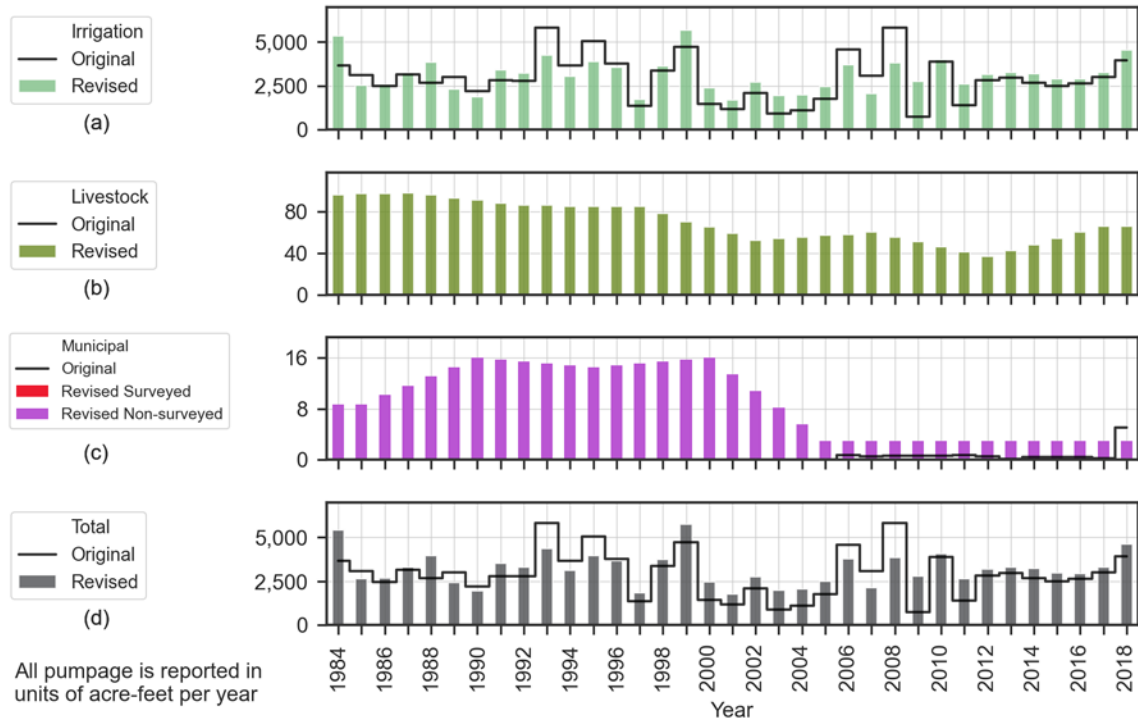 Irrigation
Original
Revised
(a)
5,000
2,500
0
Livestock
Original
Revised
(b)
80
40
0
Municipal
Original
Revised Surveyed
Revised Non-surveyed
(c)
16
8
0
Total
Original
Revised
(d)
5,000
2,500
0
1984
1986
1988
1990
1992
1994
1996
1998
2000
2002
2004
2006
2008
2010
2012
2014
2016
2018
Year
All pumpage is reported in
units of acre-feet per year